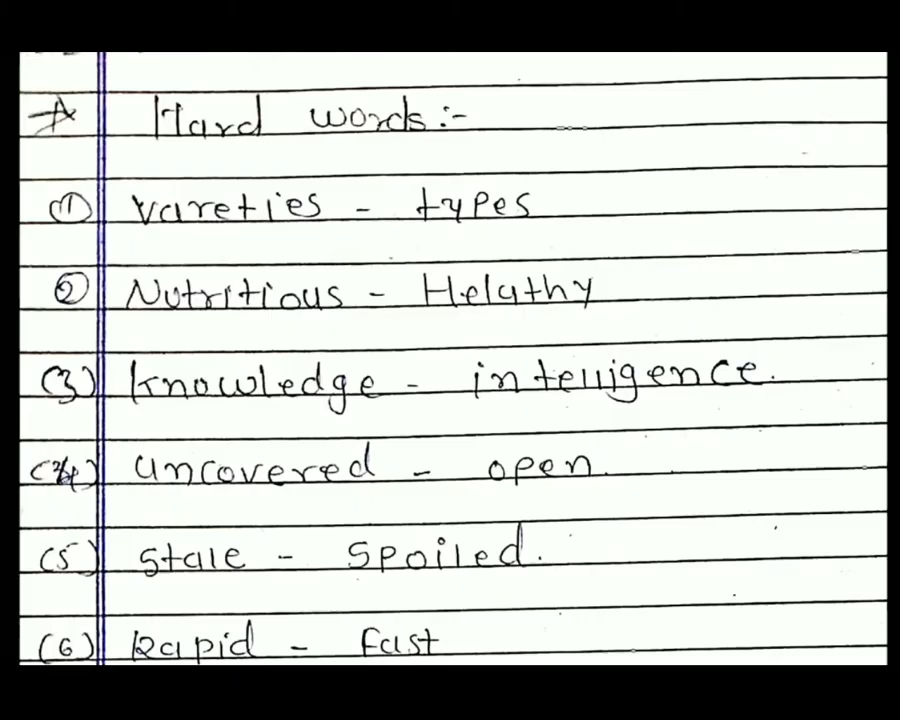 Hard words:-
① vareties - types
② Nutritious - Helathy
(3) knowledge - intelligence.
(4) uncovered - open.
(5) stale - spoiled.
(6) Rapid - Fast